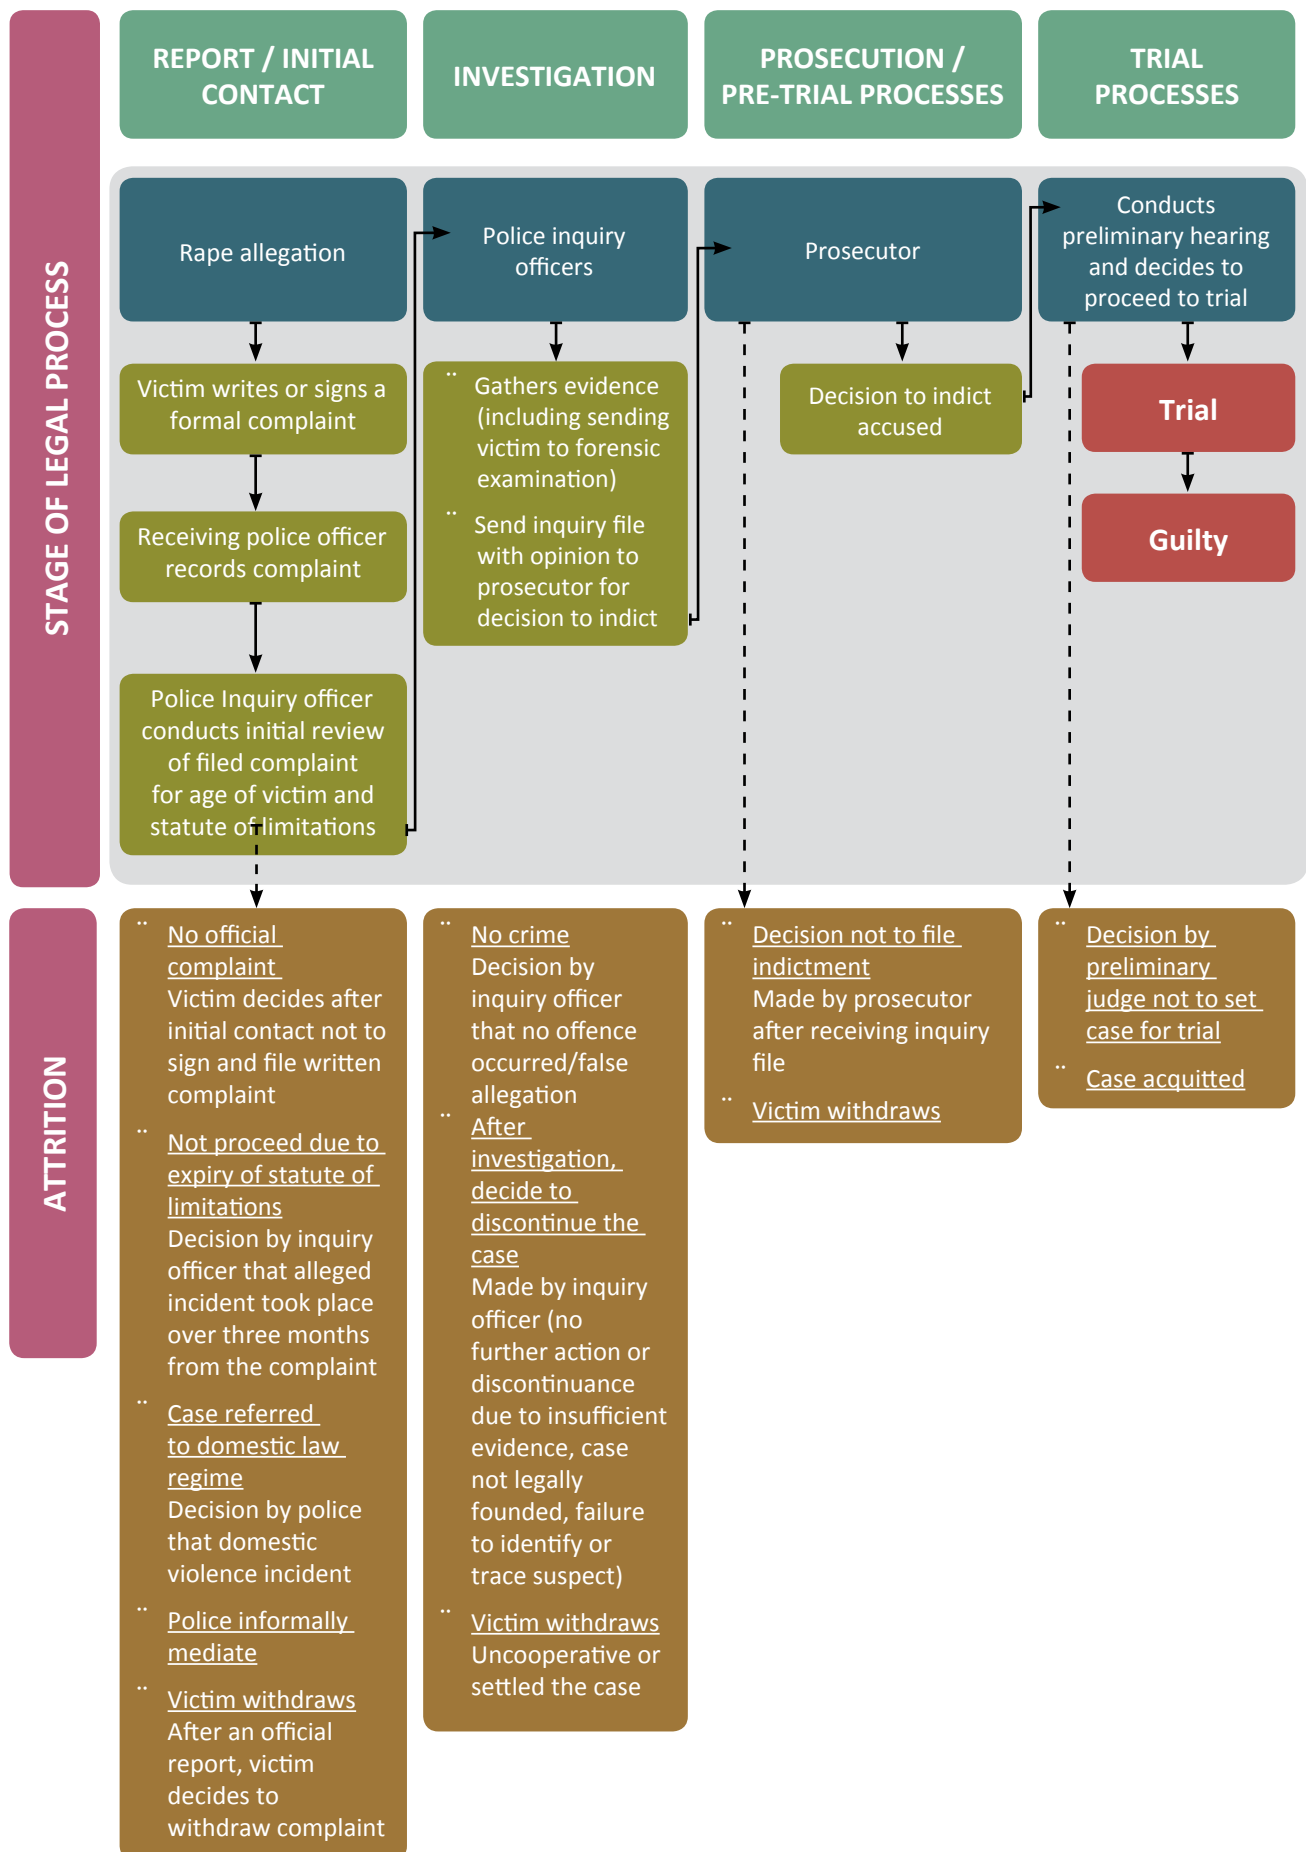 STAGE OF LEGAL PROCESS
REPORT / INITIAL
CONTACT
INVESTIGATION
PROSECUTION /
PRE-TRIAL PROCESSES
TRIAL
PROCESSES
Rape allegation
Victim writes or signs a
formal complaint
Receiving police officer
records complaint
Police Inquiry officer
conducts initial review
of filed complaint
for age of victim and
statute of limitations
Police inquiry
officers
¨ Gathers evidence
(including sending
victim to forensic
examination)
¨ Send inquiry file
with opinion to
prosecutor for
decision to indict
Prosecutor
Decision to indict
accused
Conducts
preliminary hearing
and decides to
proceed to trial
Trial
Guilty
ATTRITION
¨ No official
complaint
Victim decides after
initial contact not to
sign and file written
complaint
¨ Not proceed due to
expiry of statute of
limitations
Decision by inquiry
officer that alleged
incident took place
over three months
from the complaint
¨ Case referred
to domestic law
regime
Decision by police
that domestic
violence incident
¨ Police informally
mediate
¨ Victim withdraws
After an official
report, victim
decides to
withdraw complaint
¨ No crime
Decision by
inquiry officer
that no offence
occurred/false
allegation
¨ After
investigation,
decide to
discontinue the
case
Made by inquiry
officer (no
further action or
discontinuance
due to insufficient
evidence, case
not legally
founded, failure
to identify or
trace suspect)
¨ Victim withdraws
Uncooperative or
settled the case
¨ Decision not to file
indictment
Made by prosecutor
after receiving inquiry
file
¨ Victim withdraws
¨ Decision by
preliminary
judge not to set
case for trial
¨ Case acquitted